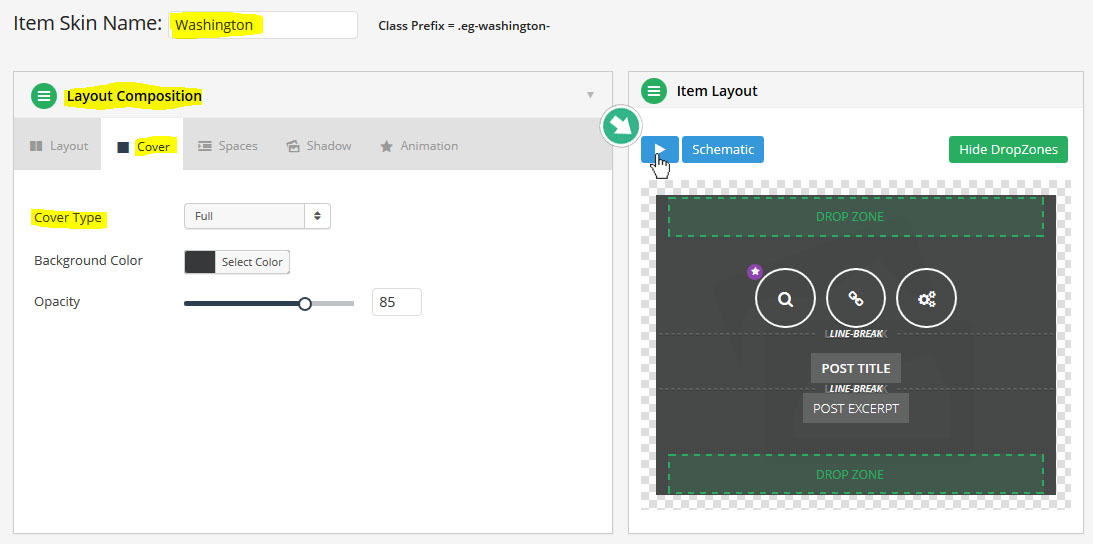 Item Skin Name: Washington Class Prefix = .eg-washington-
Layout Composition
Layout Cover Spaces Shadow Animation
Cover Type Full
Background Color Select Color
Opacity 85
Item Layout
Schematic Hide DropZones
DROP ZONE
LINE-BREAK
POST TITLE
LINE-BREAK
POST EXCERPT
DROP ZONE